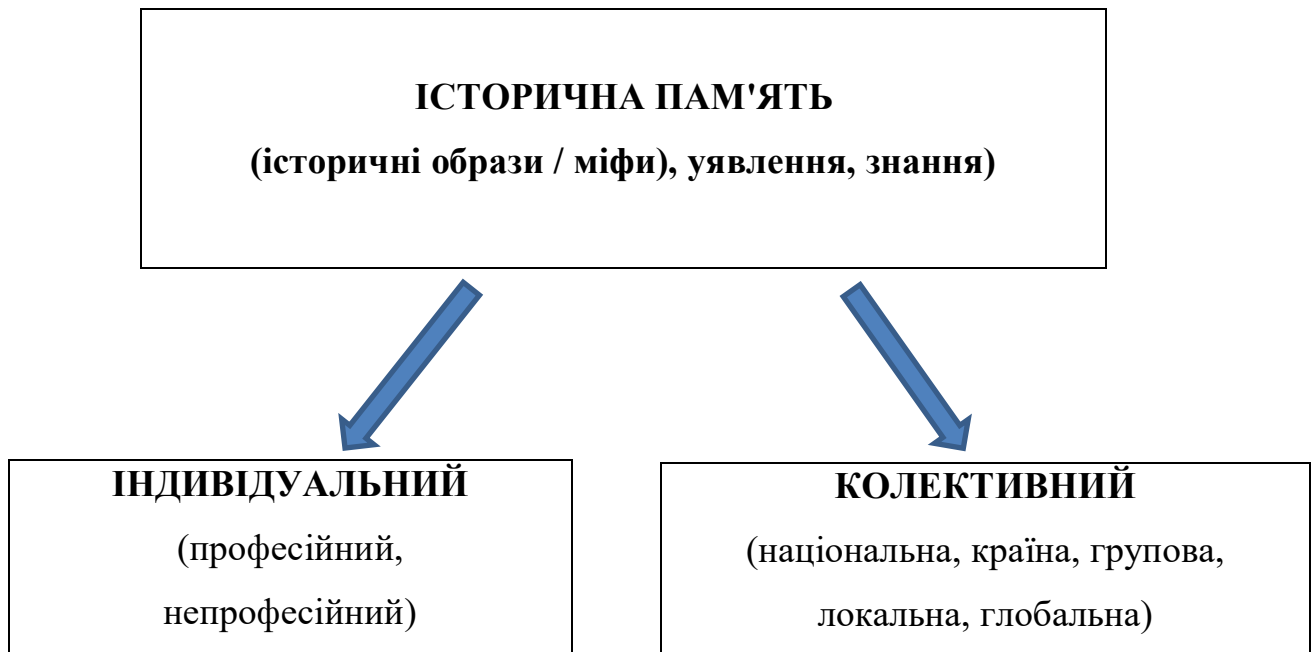 ІСТОРИЧНА ПАМ'ЯТЬ
(історичні образи / міфи), уявлення, знання)
ІНДИВІДУАЛЬНИЙ
(професійний,
непрофесійний)
КОЛЕКТИВНИЙ
(національна, країна, групова,
локальна, глобальна)